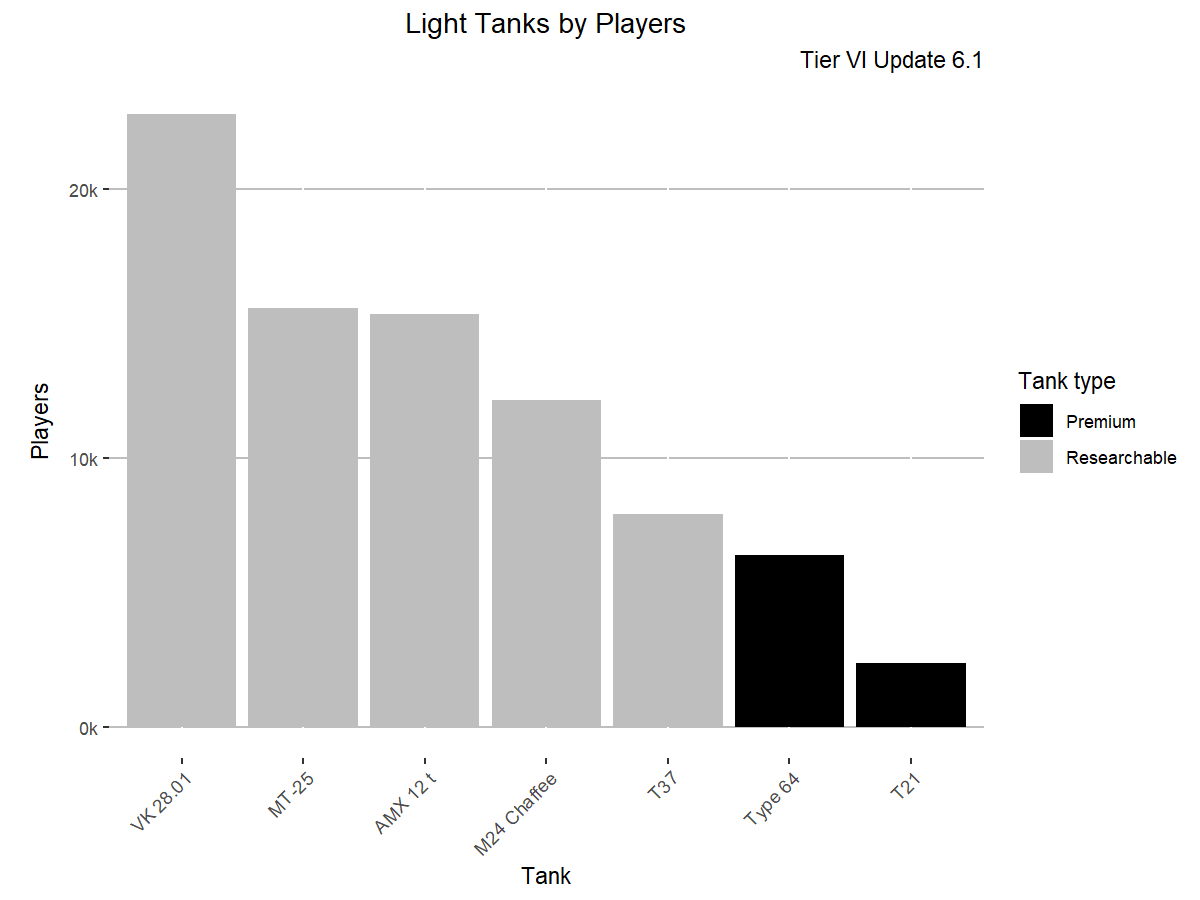 Light Tanks by Players
Tier VI Update 6.1
Players
20k
10k
0k
VK 28.01
MT-25
AMX 12 t
M24 Chaffee
T37
Type 64
T21
Tank
Tank type
Premium
Researchable